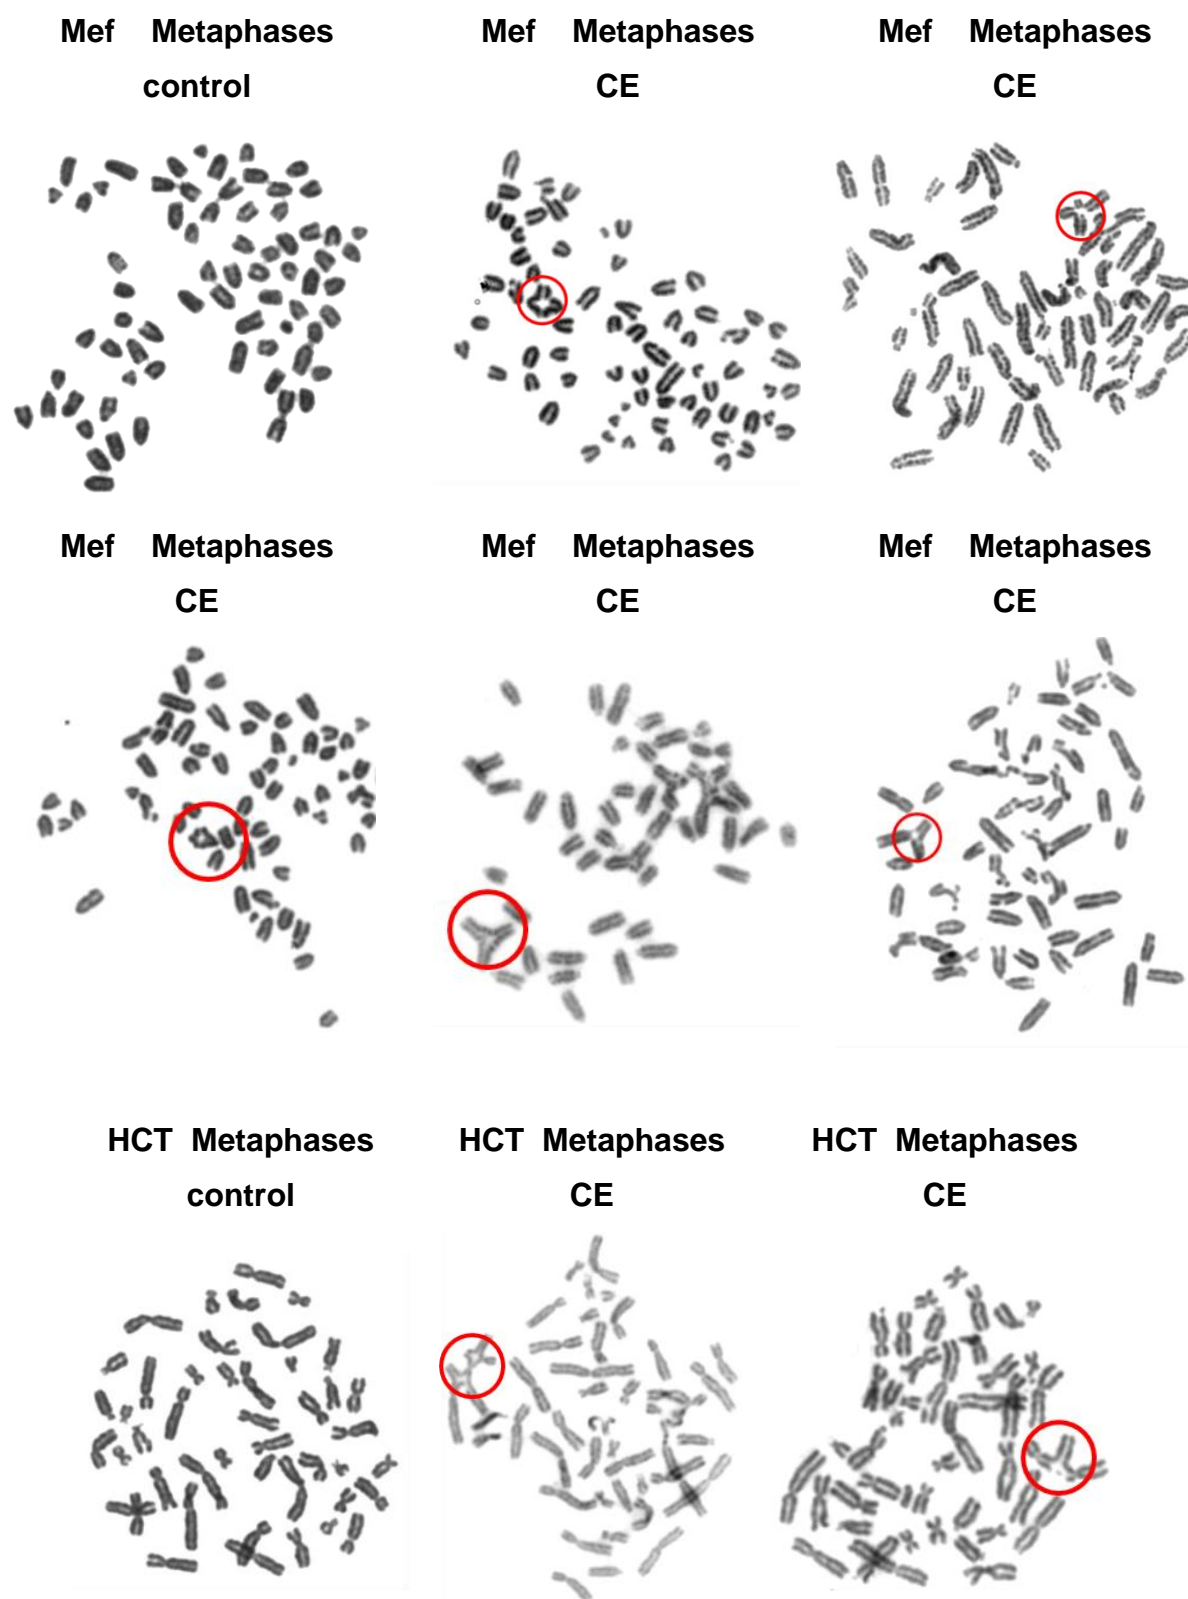 Mef Metaphases Mef Metaphases Mef Metaphases
control CE CE
Mef Metaphases Mef Metaphases Mef Metaphases
CE CE CE
HCT Metaphases HCT Metaphases HCT Metaphases
control CE CE